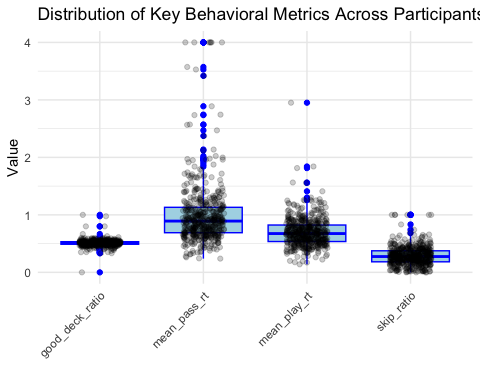 Distribution of Key Behavioral Metrics Across Participants
4
3
2
1
0
Value
good_deck_ratio
mean_pass_rt
mean_play_rt
skip_ratio